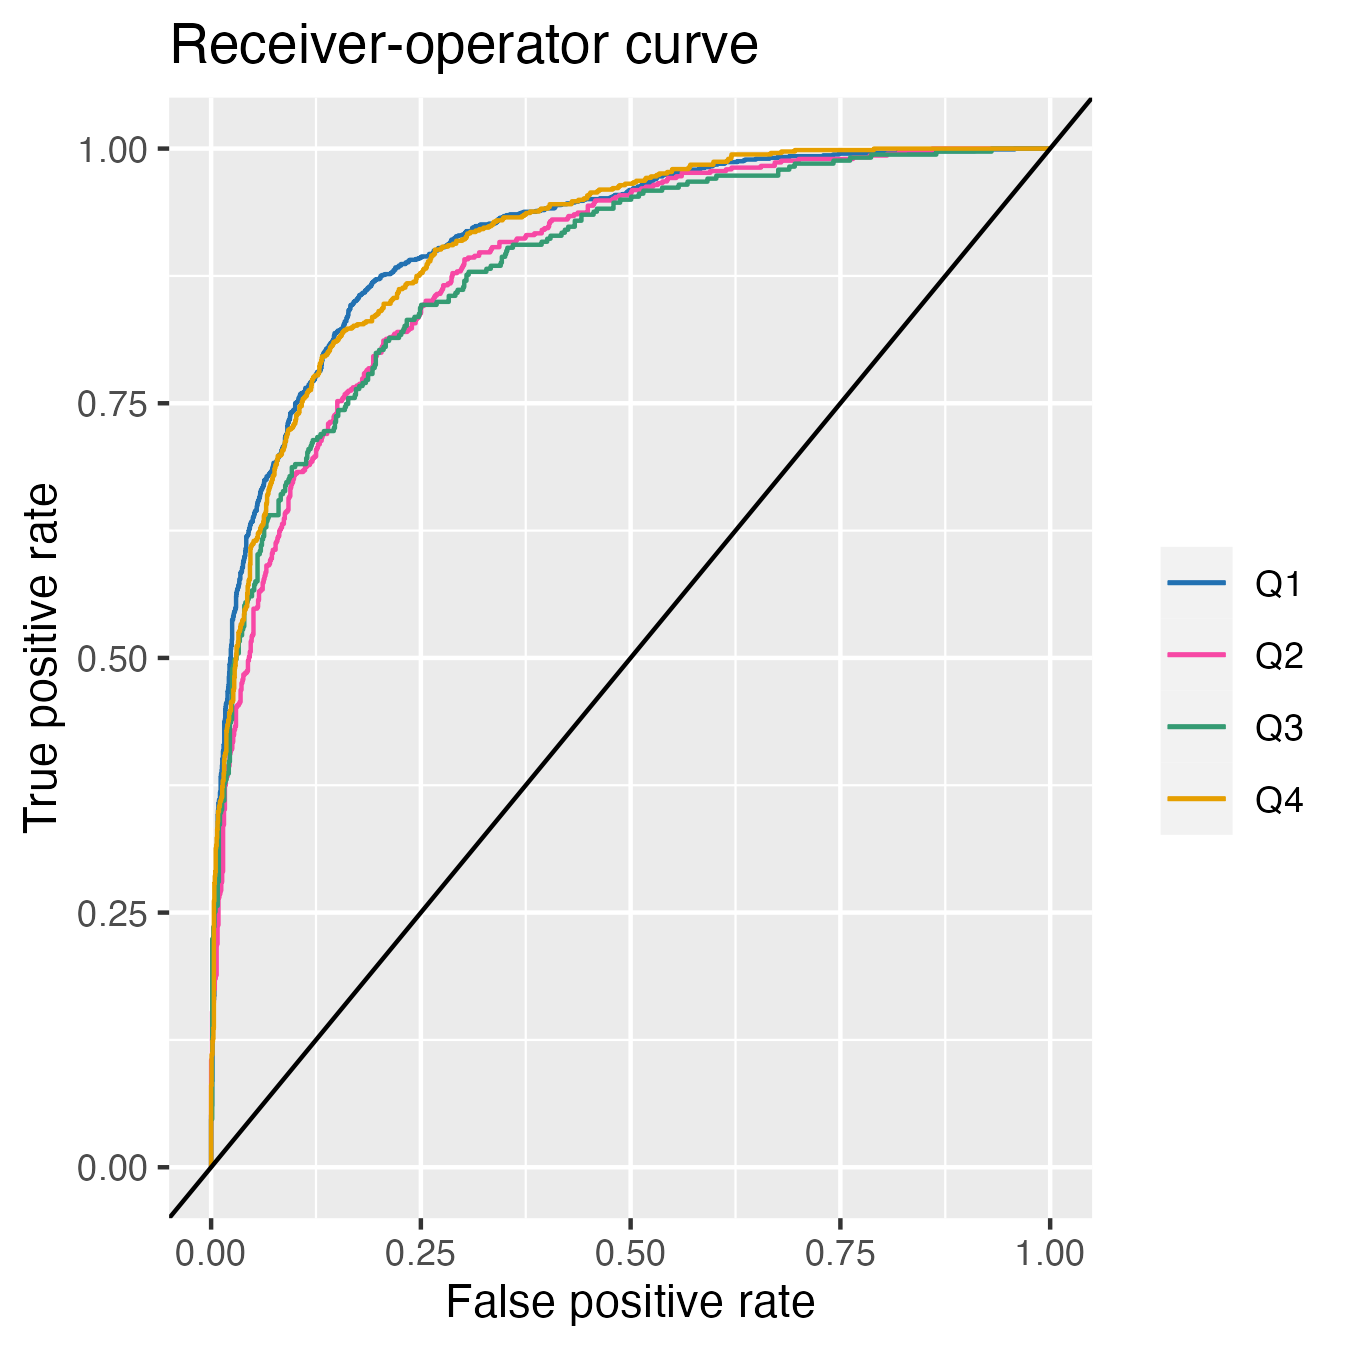 Receiver-operator curve
1.00
0.75
0.50
0.25
0.00
True positive rate
0.00 0.25 0.50 0.75 1.00
False positive rate
Q1
Q2
Q3
Q4